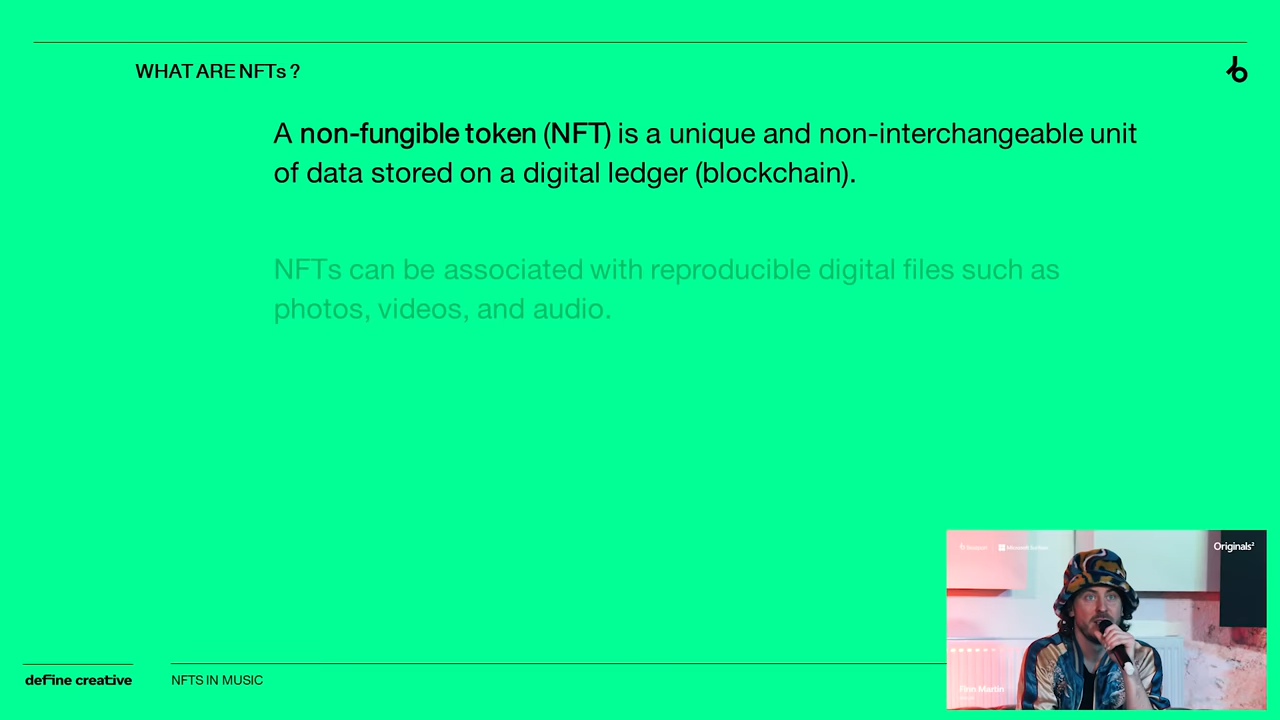 WHAT ARE NFTs ?
A non-fungible token (NFT) is a unique and non-interchangeable unit
of data stored on a digital ledger (blockchain).
NFTs can be associated with reproducible digital files such as
photos, videos, and audio.
Originals²
Finn Martin
define creative
NFTS IN MUSIC